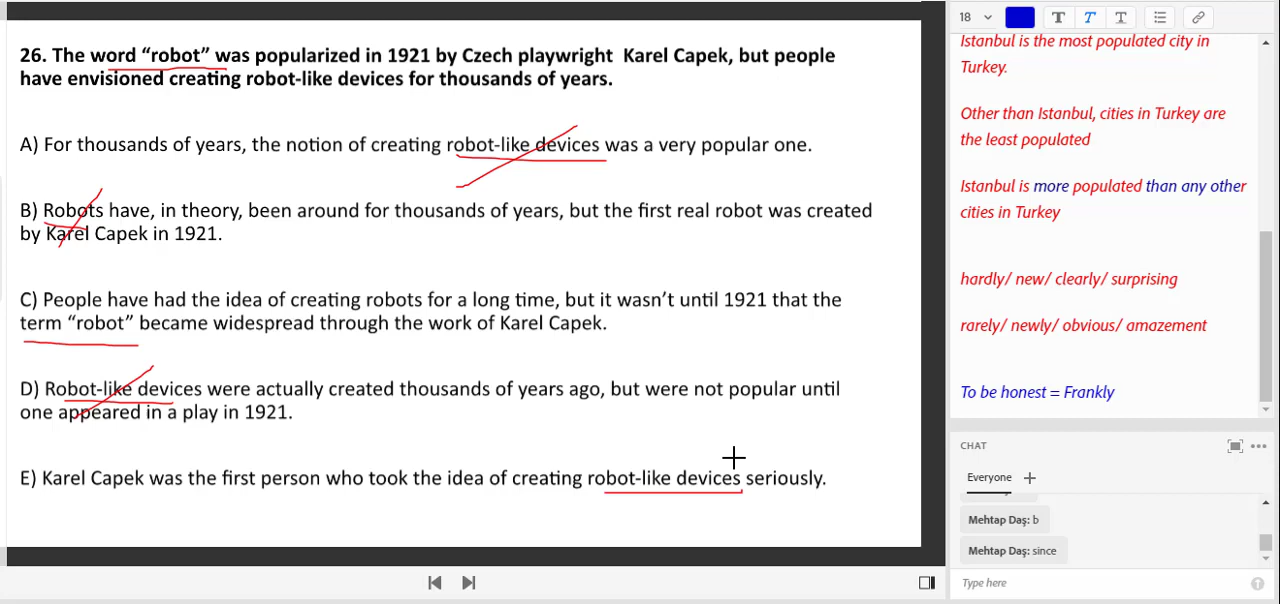 26. The word “robot” was popularized in 1921 by Czech playwright Karel Capek, but people
have envisioned creating robot-like devices for thousands of years.
A) For thousands of years, the notion of creating robot-like devices was a very popular one.
B) Robots have, in theory, been around for thousands of years, but the first real robot was created
by Karel Capek in 1921.
C) People have had the idea of creating robots for a long time, but it wasn’t until 1921 that the
term “robot” became widespread through the work of Karel Capek.
D) Robot-like devices were actually created thousands of years ago, but were not popular until
one appeared in a play in 1921.
E) Karel Capek was the first person who took the idea of creating robot-like devices seriously.
18
T T T
Istanbul is the most populated city in
Turkey.
Other than Istanbul, cities in Turkey are
the least populated
Istanbul is more populated than any other
cities in Turkey
hardly/ new/ clearly/ surprising
rarely/ newly/ obvious/ amazement
To be honest = Frankly
CHAT
Everyone
Mehtap Daş: b
Mehtap Daş: since
Type here